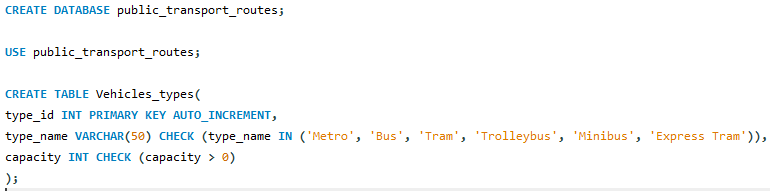 CREATE DATABASE public_transport_routes;
USE public_transport_routes;
CREATE TABLE Vehicles_types(
type_id INT PRIMARY KEY AUTO_INCREMENT,
type_name VARCHAR(50) CHECK (type_name IN ('Metro', 'Bus', 'Tram', 'Trolleybus', 'Minibus', 'Express Tram')),
capacity INT CHECK (capacity > 0)
);